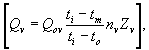 [Q_v = Q_ov (t_i − t_m)/(t_i − t_o) n_v Z_v],